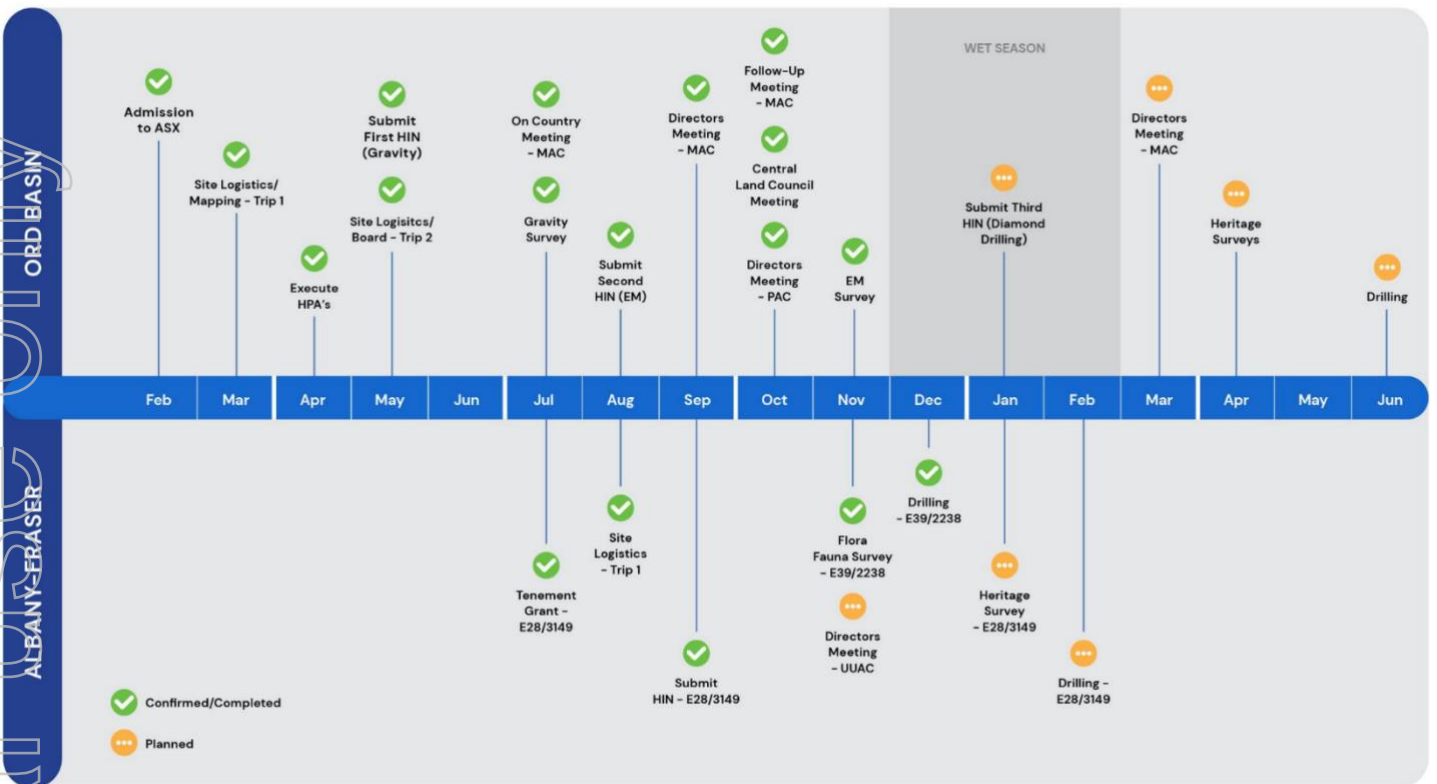 WET SEASON
Admission
to ASX
Site Logistics/
Mapping - Trip 1
Execute
HPA's
Submit
First HIN
(Gravity)
Site Logisitcs/
Board - Trip 2
On Country
Meeting
- MAC
Gravity
Survey
Submit
Second
HIN (EM)
Directors
Meeting
- MAC
Follow-Up
Meeting
- MAC
Central
Land Council
Meeting
Directors
Meeting
- PAC
EM
Survey
Submit Third
HIN (Diamond
Drilling)
Directors
Meeting
- MAC
Heritage
Surveys
Drilling
ORD BASIN
Feb Mar Apr May Jun Jul Aug Sep Oct Nov Dec Jan Feb Mar Apr May Jun
ALBANY-FRASER
Tenement
Grant -
E28/3149
Site
Logistics
- Trip 1
Submit
HIN - E28/3149
Flora
Fauna Survey
- E39/2238
Directors
Meeting
- UUAC
Drilling
- E39/2238
Heritage
Survey
- E28/3149
Drilling -
E28/3149
Confirmed/Completed
Planned